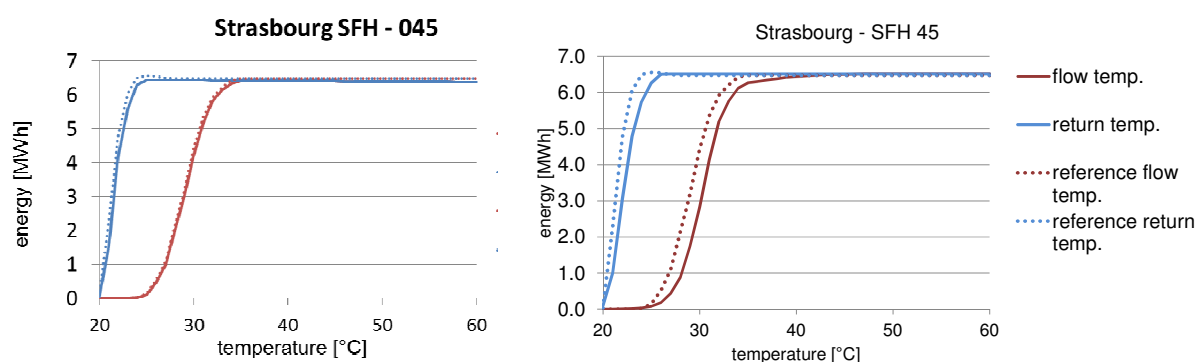 Strasbourg SFH - 045
7
6
5
4
3
2
1
0
energy [MWh]
20 30 40 50 60
temperature [°C]
Strasbourg - SFH 45
7.0
6.0
5.0
4.0
3.0
2.0
1.0
0.0
energy [MWh]
20 30 40 50 60
temperature [°C]
flow temp.
return temp.
reference flow
temp.
reference return
temp.